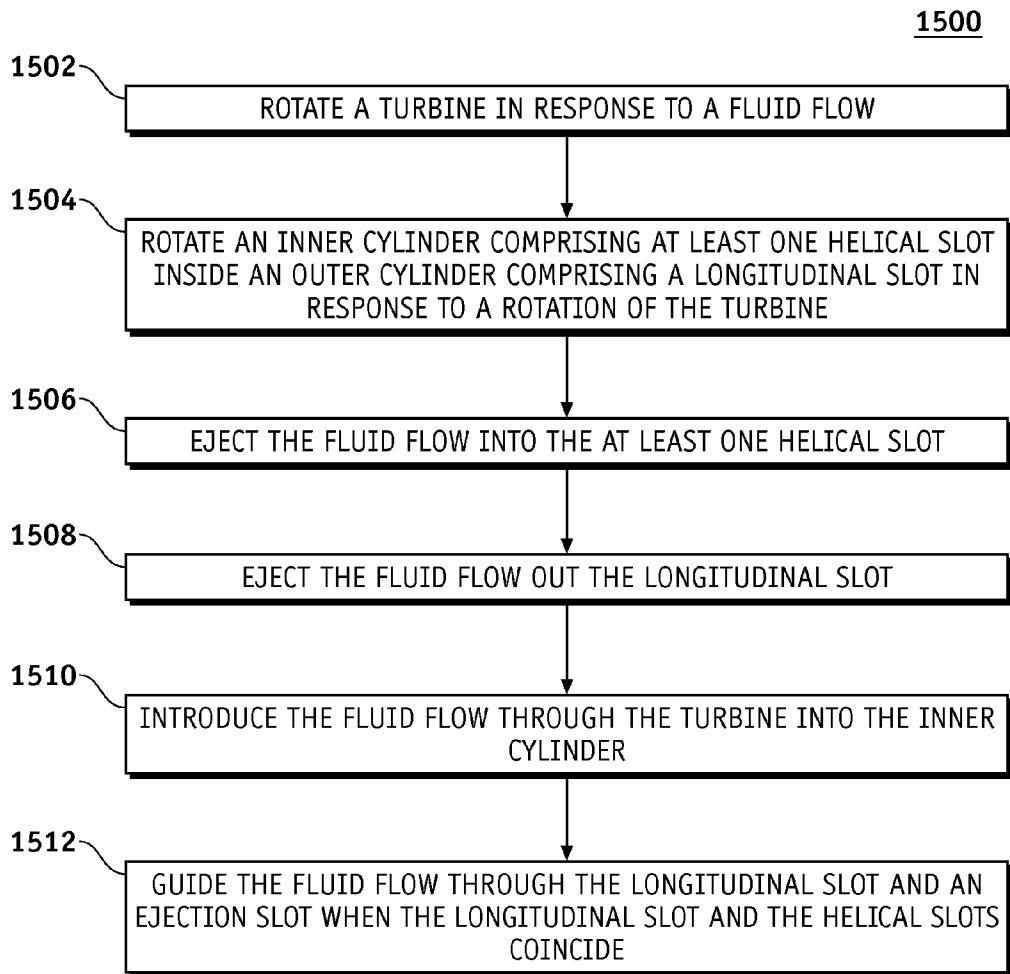 1500
1502
ROTATE A TURBINE IN RESPONSE TO A FLUID FLOW
1504
ROTATE AN INNER CYLINDER COMPRISING AT LEAST ONE HELICAL SLOT
INSIDE AN OUTER CYLINDER COMPRISING A LONGITUDINAL SLOT IN
RESPONSE TO A ROTATION OF THE TURBINE
1506
EJECT THE FLUID FLOW INTO THE AT LEAST ONE HELICAL SLOT
1508
EJECT THE FLUID FLOW OUT THE LONGITUDINAL SLOT
1510
INTRODUCE THE FLUID FLOW THROUGH THE TURBINE INTO THE INNER
CYLINDER
1512
GUIDE THE FLUID FLOW THROUGH THE LONGITUDINAL SLOT AND AN
EJECTION SLOT WHEN THE LONGITUDINAL SLOT AND THE HELICAL SLOTS
COINCIDE